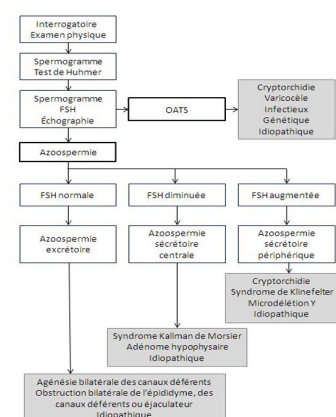 Interrogatoire
Examen physique
Spermogramme
Test de Huhmer
Spermogramme
FSH
Échographie
OATS
Cryptorchidie
Varicocèle
Infectieux
Génétique
Idiopathique
Azoospermie
FSH normale
FSH diminuée
FSH augmentée
Azoospermie
excrétoire
Azoospermie
sécrétoire
centrale
Azoospermie
sécrétoire
périphérique
Cryptorchidie
Syndrome de Klinefelter
Microdélétion Y
Idiopathique
Syndrome Kallman de Morsier
Adénome hypophysaire
Idiopathique
Agénésie bilatérale des canaux déférents
Obstruction bilatérale de l'épididyme, des
canaux déférents ou éjaculateur
Idiopathique